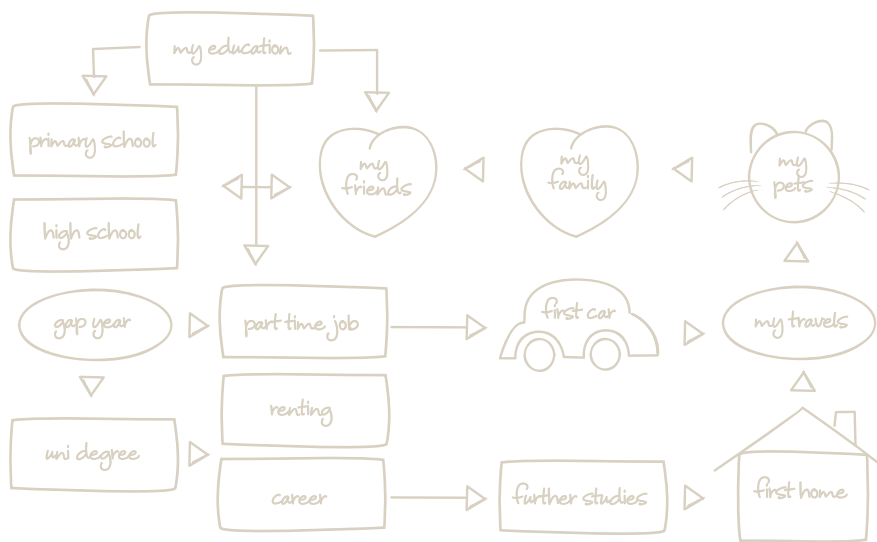 my education
primary school
my
friends
my
family
my
pets
high school
gap year
part time job
first car
my travels
renting
uni degree
career
further studies
first home